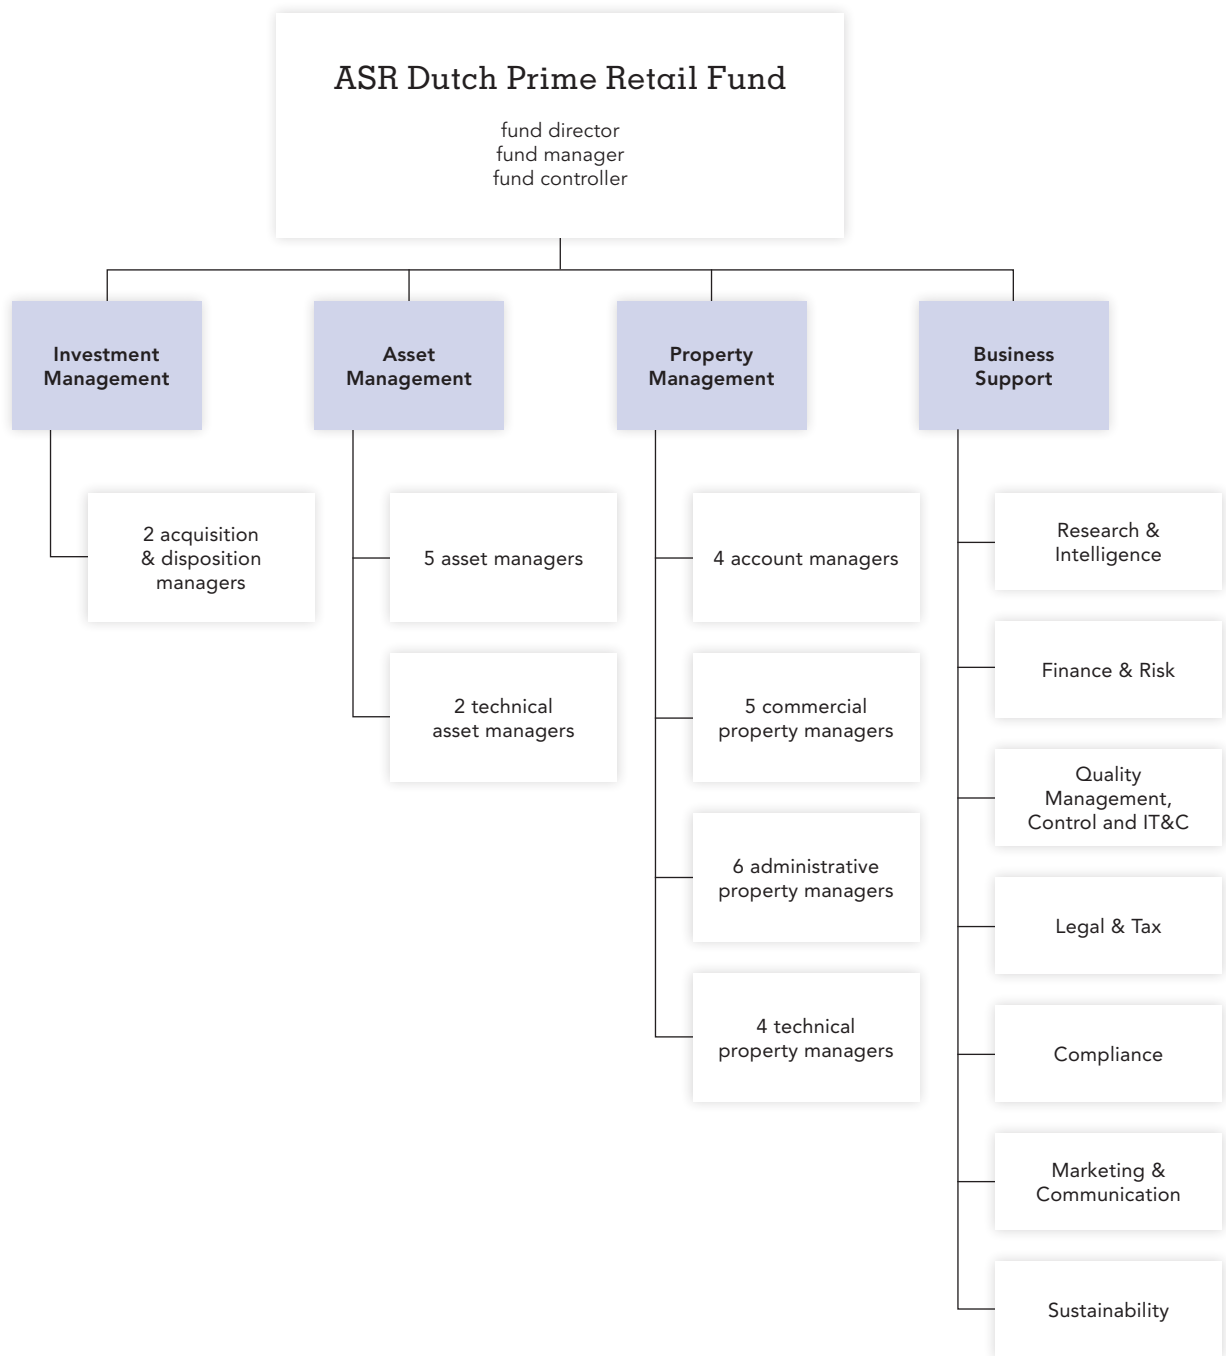 ASR Dutch Prime Retail Fund
fund director
fund manager
fund controller
Investment
Management
Asset
Management
Property
Management
Business
Support
2 acquisition
& disposition
managers
5 asset managers
2 technical
asset managers
4 account managers
5 commercial
property managers
6 administrative
property managers
4 technical
property managers
Research &
Intelligence
Finance & Risk
Quality
Management,
Control and IT&C
Legal & Tax
Compliance
Marketing &
Communication
Sustainability